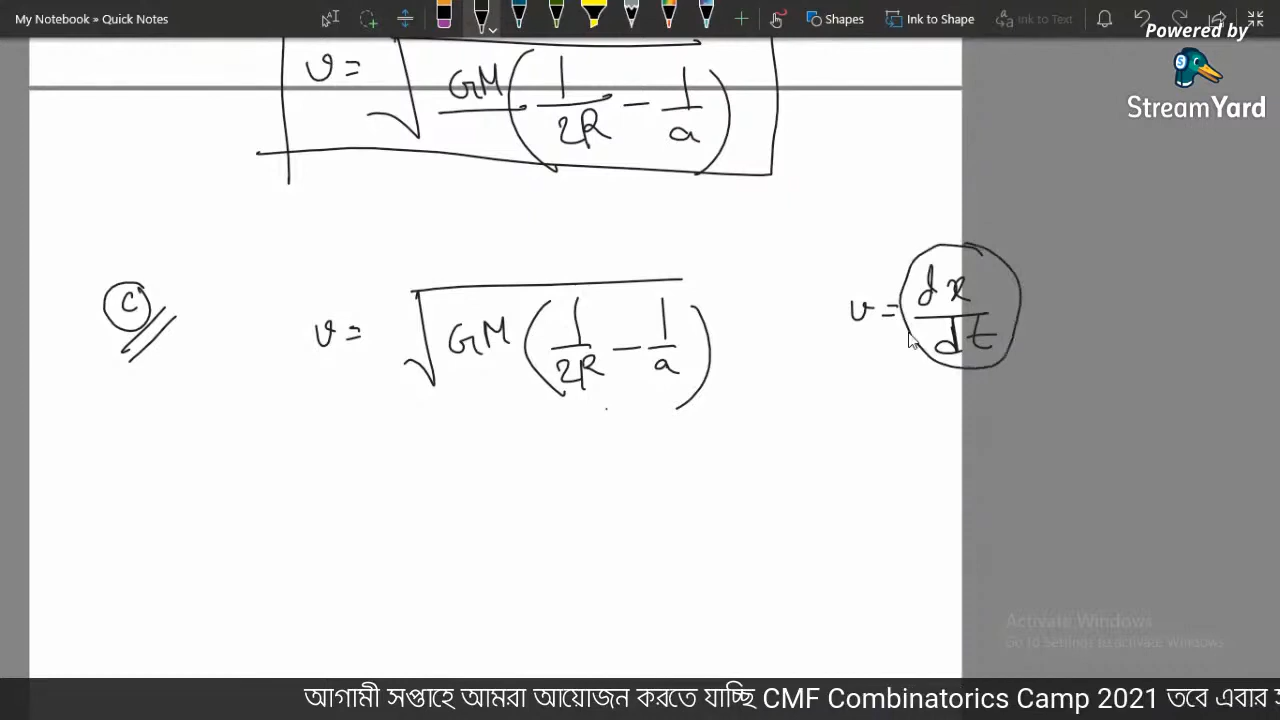 My Notebook » Quick Notes
Shapes
Ink to Shape
Ink to Text
Powered by
StreamYard
v = √GM(1/2R − 1/a)
C
v = √GM(1/2R − 1/a)
v = dx/dt
Activate Windows
Go to Settings to activate Windows.
আগামী সপ্তাহে আমরা আয়োজন করতে যাচ্ছি CMF Combinatorics Camp 2021 তবে এবার